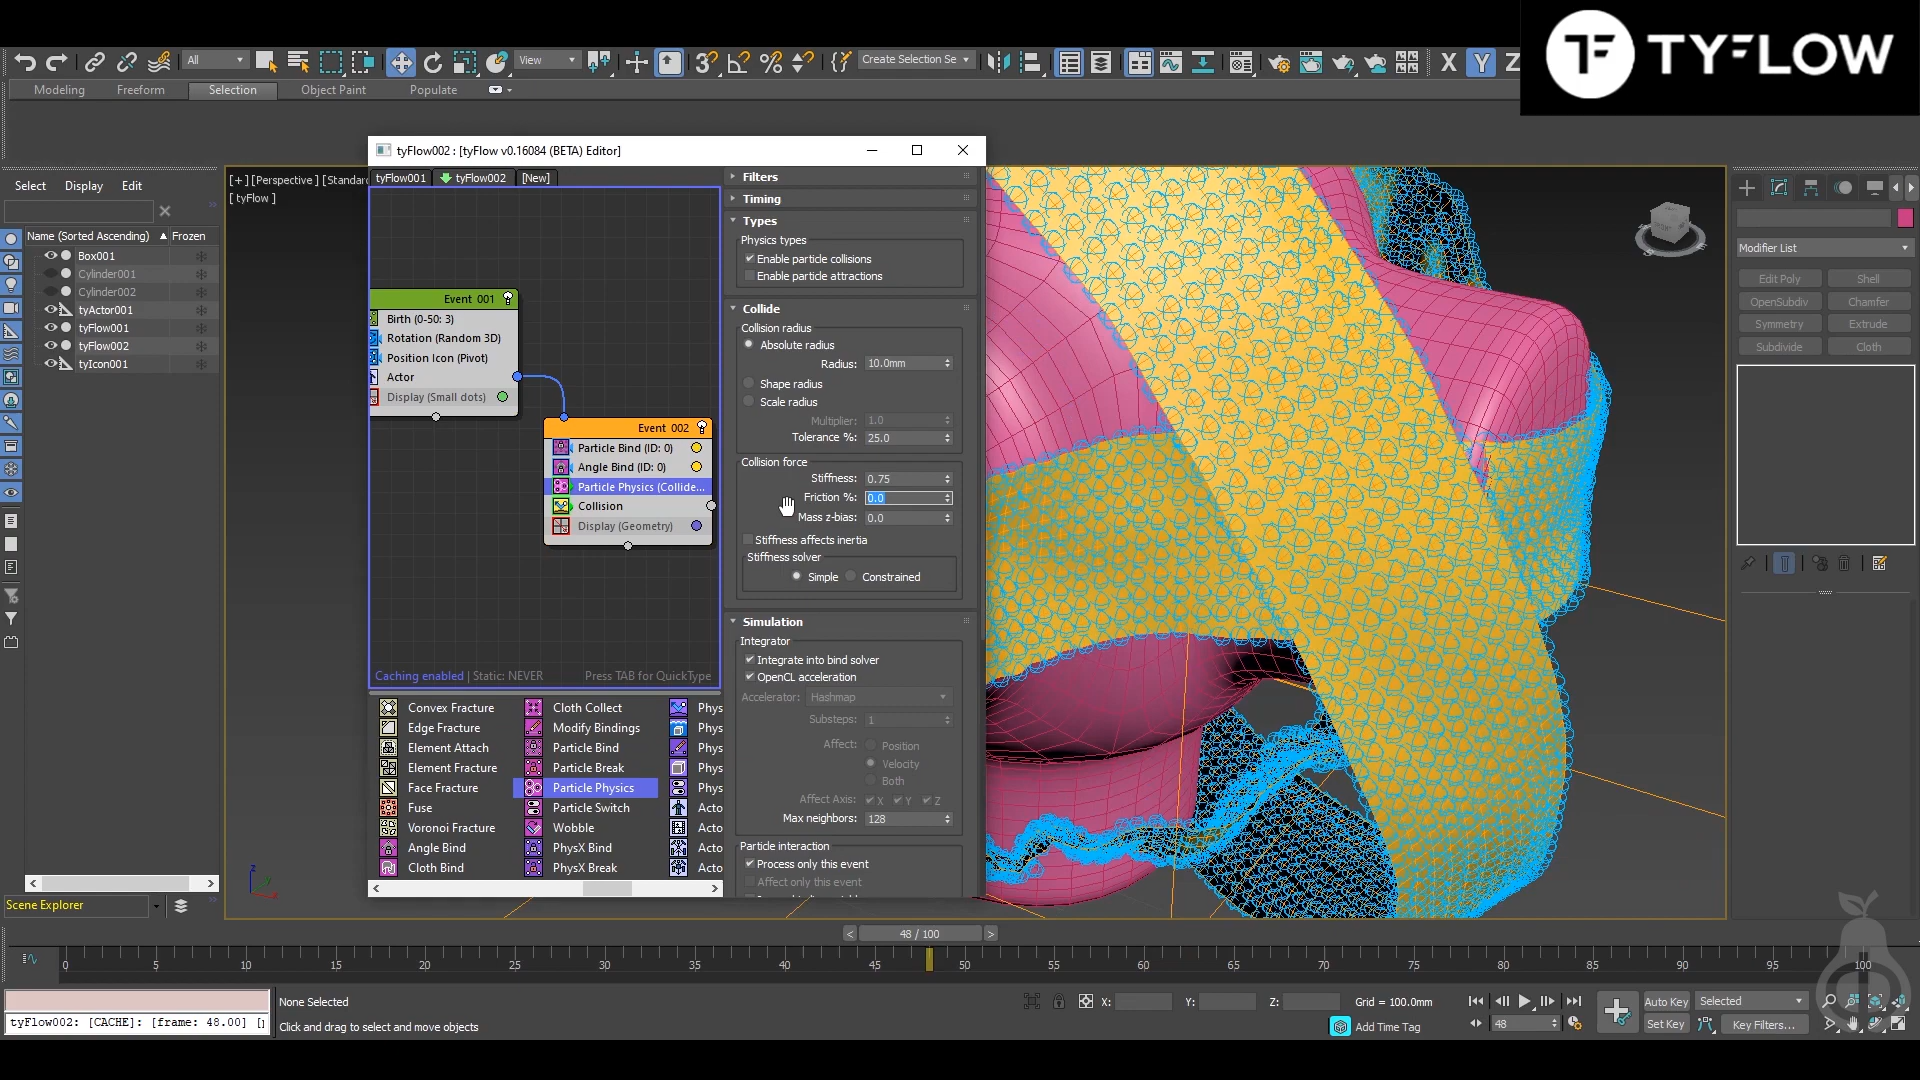 TYFLOW
All
View
Create Selection Se
X Y Z
Modeling Freeform Selection Object Paint Populate
tyFlow002 : [tyFlow v0.16084 (BETA) Editor]
Select Display Edit
Name (Sorted Ascending) Frozen
Box001
Cylinder001
Cylinder002
tyActor001
tyFlow001
tyFlow002
tyIcon001
Scene Explorer
[+] [Perspective] [Standard
[ tyFlow ]
tyFlow001 tyFlow002 [New]
Event 001
Birth (0-50: 3)
Rotation (Random 3D)
Position Icon (Pivot)
Actor
Display (Small dots)
Event 002
Particle Bind (ID: 0)
Angle Bind (ID: 0)
Particle Physics (Collide...
Collision
Display (Geometry)
Caching enabled | Static: NEVER Press TAB for QuickType
Convex Fracture Cloth Collect Phys
Edge Fracture Modify Bindings Phys
Element Attach Particle Bind Phys
Element Fracture Particle Break Phys
Face Fracture Particle Physics Phys
Fuse Particle Switch Acto
Voronoi Fracture Wobble Acto
Angle Bind PhysX Bind Acto
Cloth Bind PhysX Break Acto
Filters
Timing
Types
Physics types
Enable particle collisions
Enable particle attractions
Collide
Collision radius
Absolute radius
Radius: 10.0mm
Shape radius
Scale radius
Multiplier: 1.0
Tolerance %: 25.0
Collision force
Stiffness: 0.75
Friction %: 0.0
Mass z-bias: 0.0
Stiffness affects inertia
Stiffness solver
Simple Constrained
Simulation
Integrator
Integrate into bind solver
OpenCL acceleration
Accelerator: Hashmap
Substeps: 1
Affect: Position
Velocity
Both
Affect Axis: X Y Z
Max neighbors: 128
Particle interaction
Process only this event
Affect only this event
Modifier List
Edit Poly Shell
OpenSubdiv Chamfer
Symmetry Extrude
Subdivide Cloth
< 48 / 100 >
0 5 10 15 20 25 30 35 40 45 50 55 60 65 70 75 80 85 90 95 100
None Selected
X: Y: Z: Grid = 100.0mm
Auto Key Selected
tyFlow002: [CACHE]: [frame: 48.00] [
Click and drag to select and move objects
Add Time Tag
48
Set Key Key Filters...